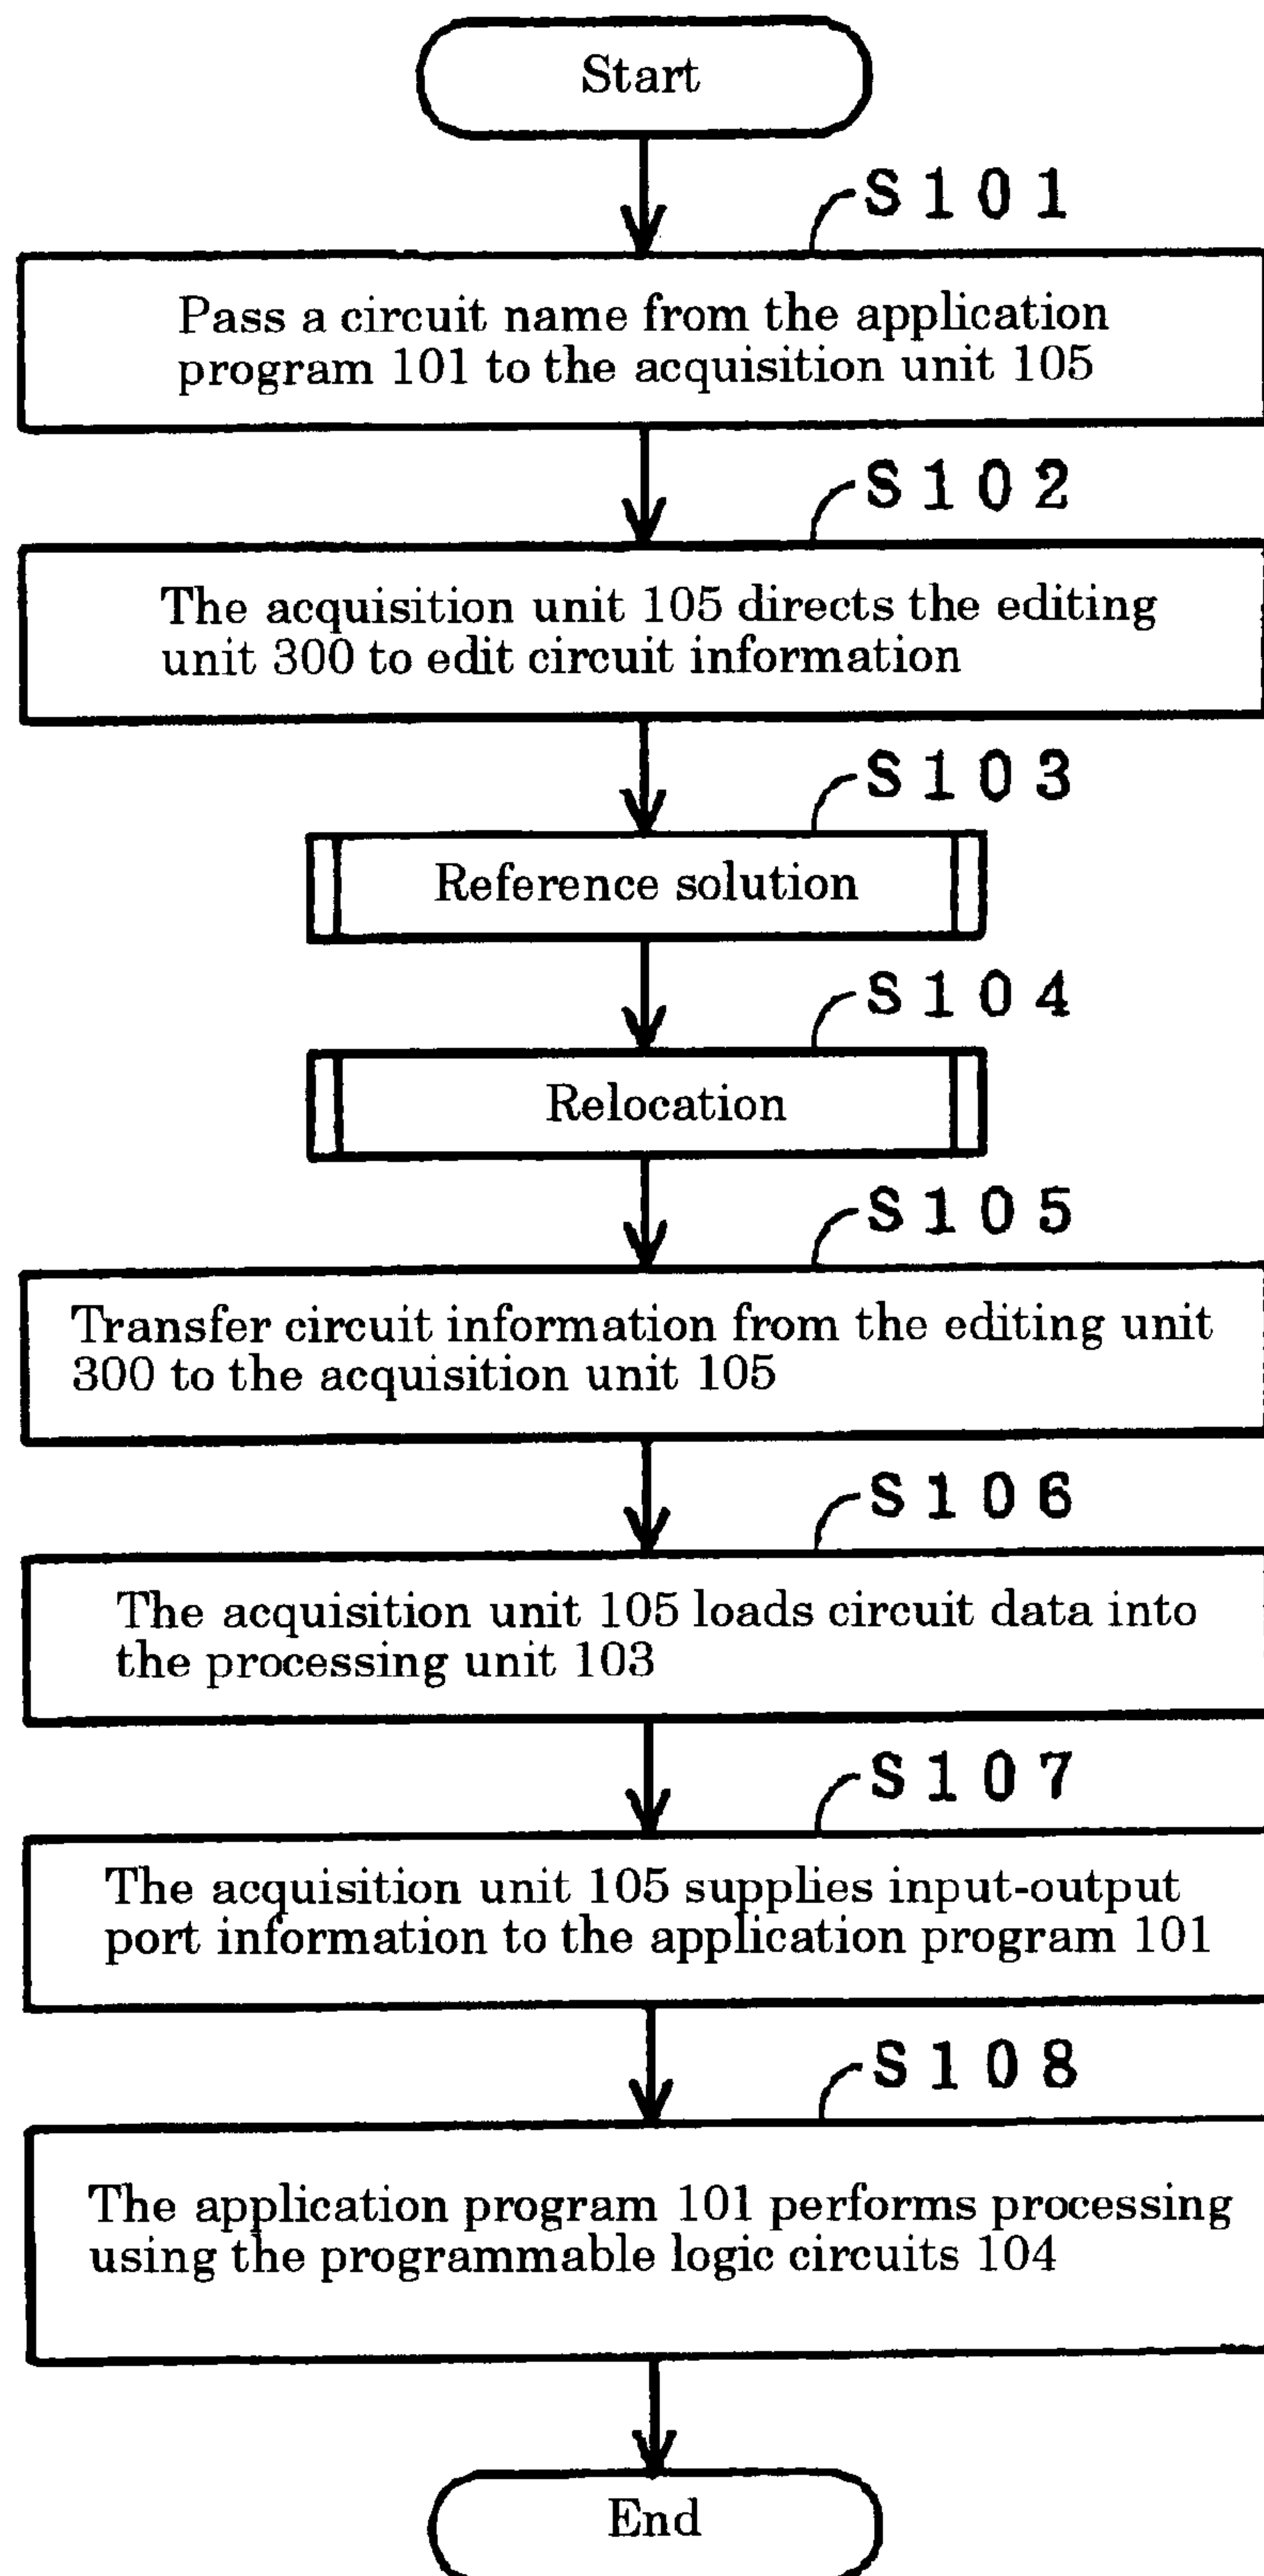 Start
S101
Pass a circuit name from the application
program 101 to the acquisition unit 105
S102
The acquisition unit 105 directs the editing
unit 300 to edit circuit information
S103
Reference solution
S104
Relocation
S105
Transfer circuit information from the editing unit
300 to the acquisition unit 105
S106
The acquisition unit 105 loads circuit data into
the processing unit 103
S107
The acquisition unit 105 supplies input-output
port information to the application program 101
S108
The application program 101 performs processing
using the programmable logic circuits 104
End